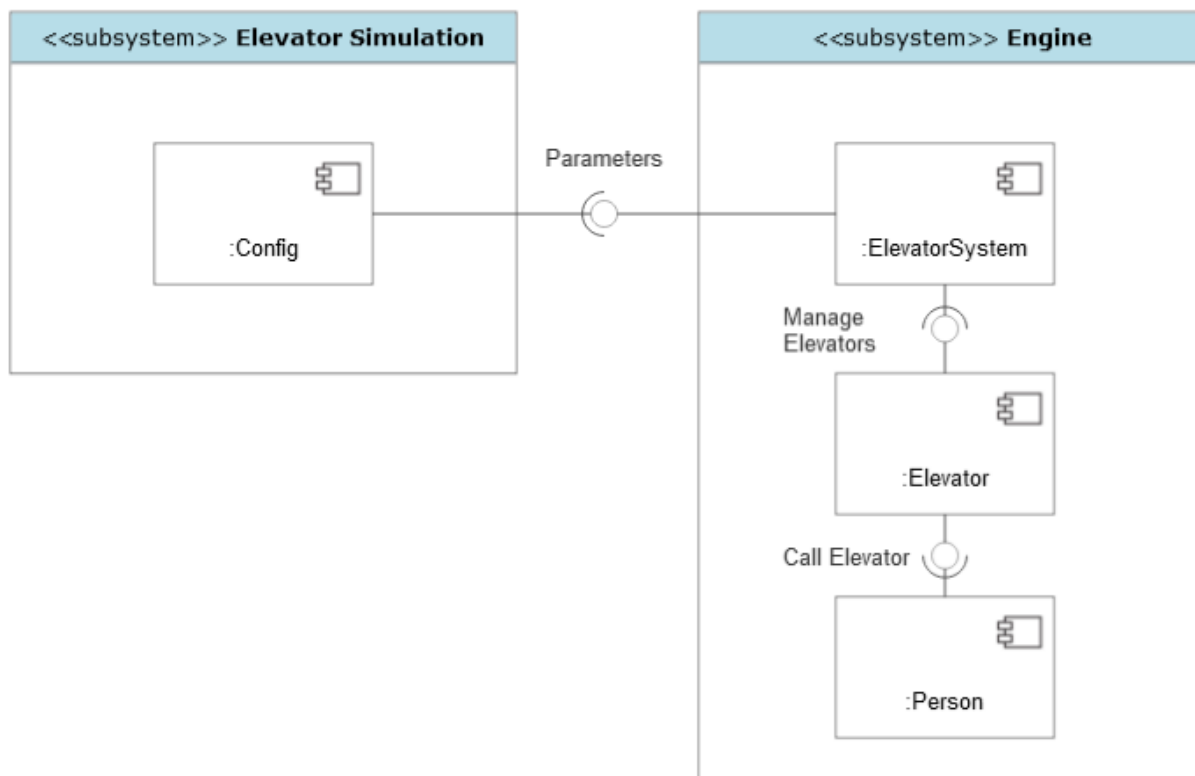 <<subsystem>> Elevator Simulation
<<subsystem>> Engine
Parameters
:Config
:ElevatorSystem
Manage
Elevators
:Elevator
Call Elevator
:Person